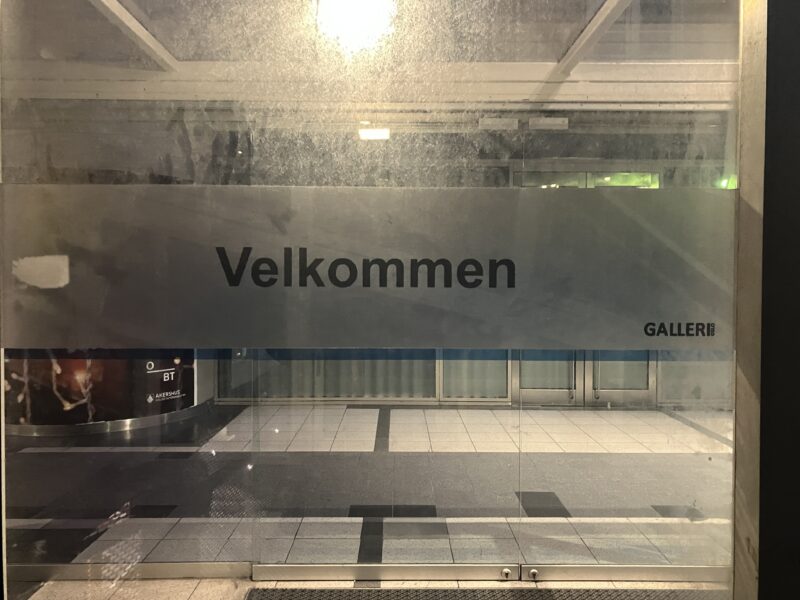 Velkommen
GALLERI
BT
AKERSHUS